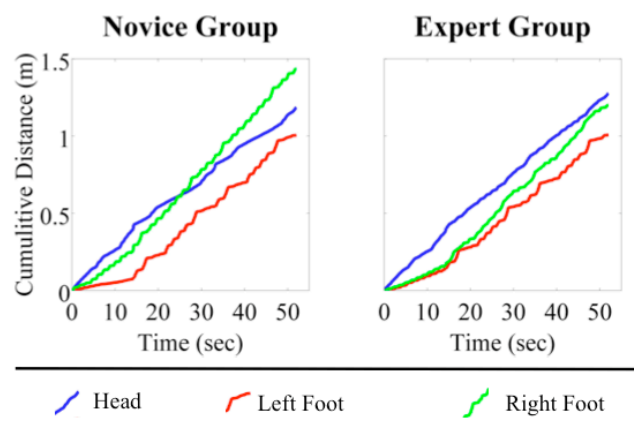 Novice Group
Expert Group
Cumulitive Distance (m)
1.5
1
0.5
0
0 10 20 30 40 50
0 10 20 30 40 50
Time (sec)
Time (sec)
Head
Left Foot
Right Foot